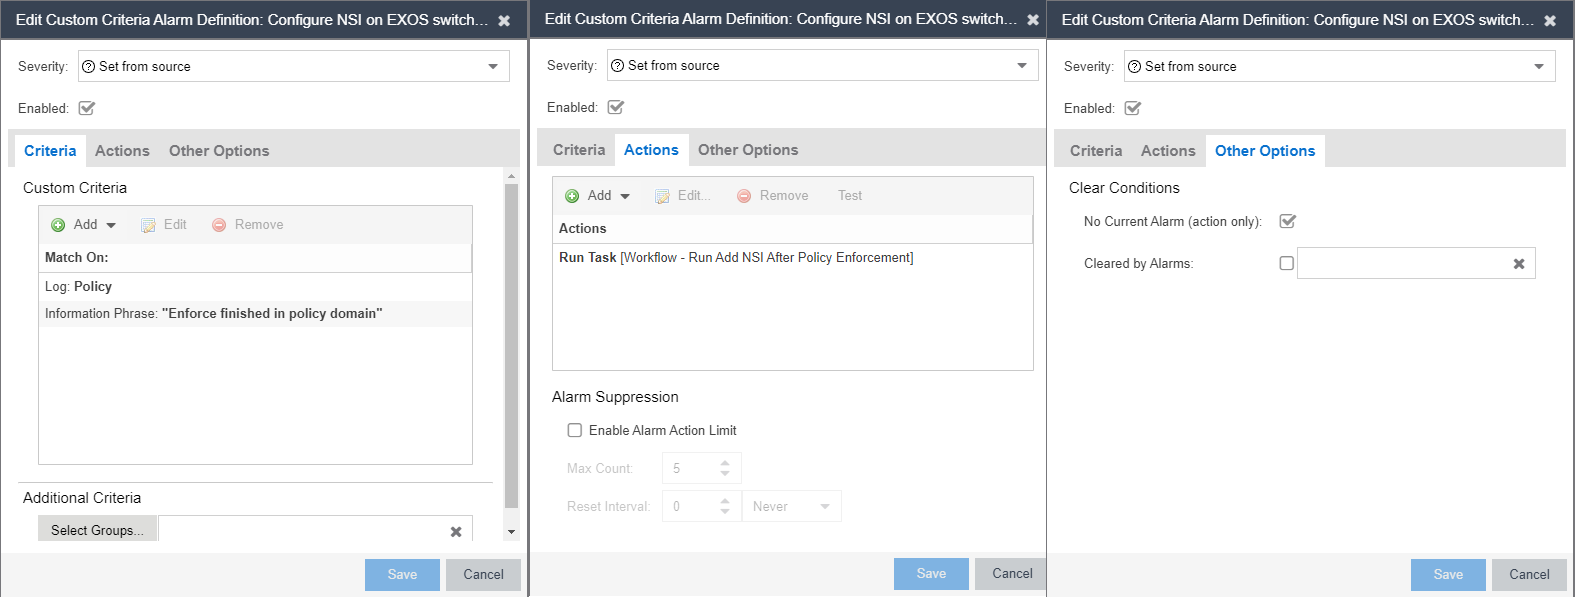 Edit Custom Criteria Alarm Definition: Configure NSI on EXOS switch...
Severity: Set from source
Enabled:
Criteria Actions Other Options
Custom Criteria
Add Edit Remove
Match On:
Log: Policy
Information Phrase: "Enforce finished in policy domain"
Additional Criteria
Select Groups...
Save Cancel
Edit Custom Criteria Alarm Definition: Configure NSI on EXOS switch...
Severity: Set from source
Enabled:
Criteria Actions Other Options
Add Edit... Remove Test
Actions
Run Task [Workflow - Run Add NSI After Policy Enforcement]
Alarm Suppression
Enable Alarm Action Limit
Max Count: 5
Reset Interval: 0 Never
Save Cancel
Edit Custom Criteria Alarm Definition: Configure NSI on EXOS switch...
Severity: Set from source
Enabled:
Criteria Actions Other Options
Clear Conditions
No Current Alarm (action only):
Cleared by Alarms:
Save Cancel